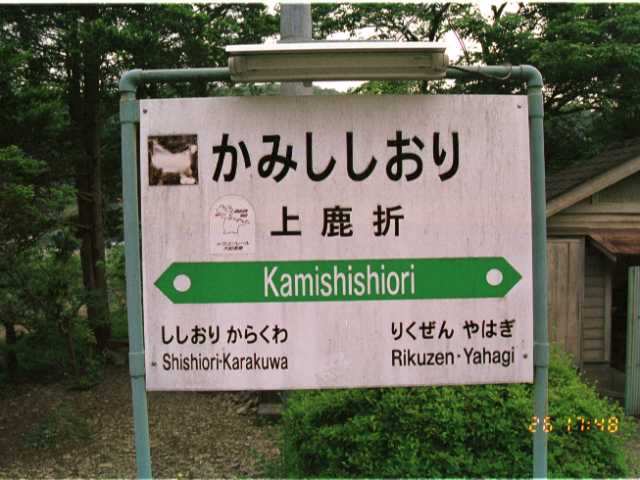 かみししおり
上鹿折
Kamishishiori
ししおり からくわ
Shishiori-Karakuwa
りくぜん やはぎ
Rikuzen-Yahagi
26 17:48